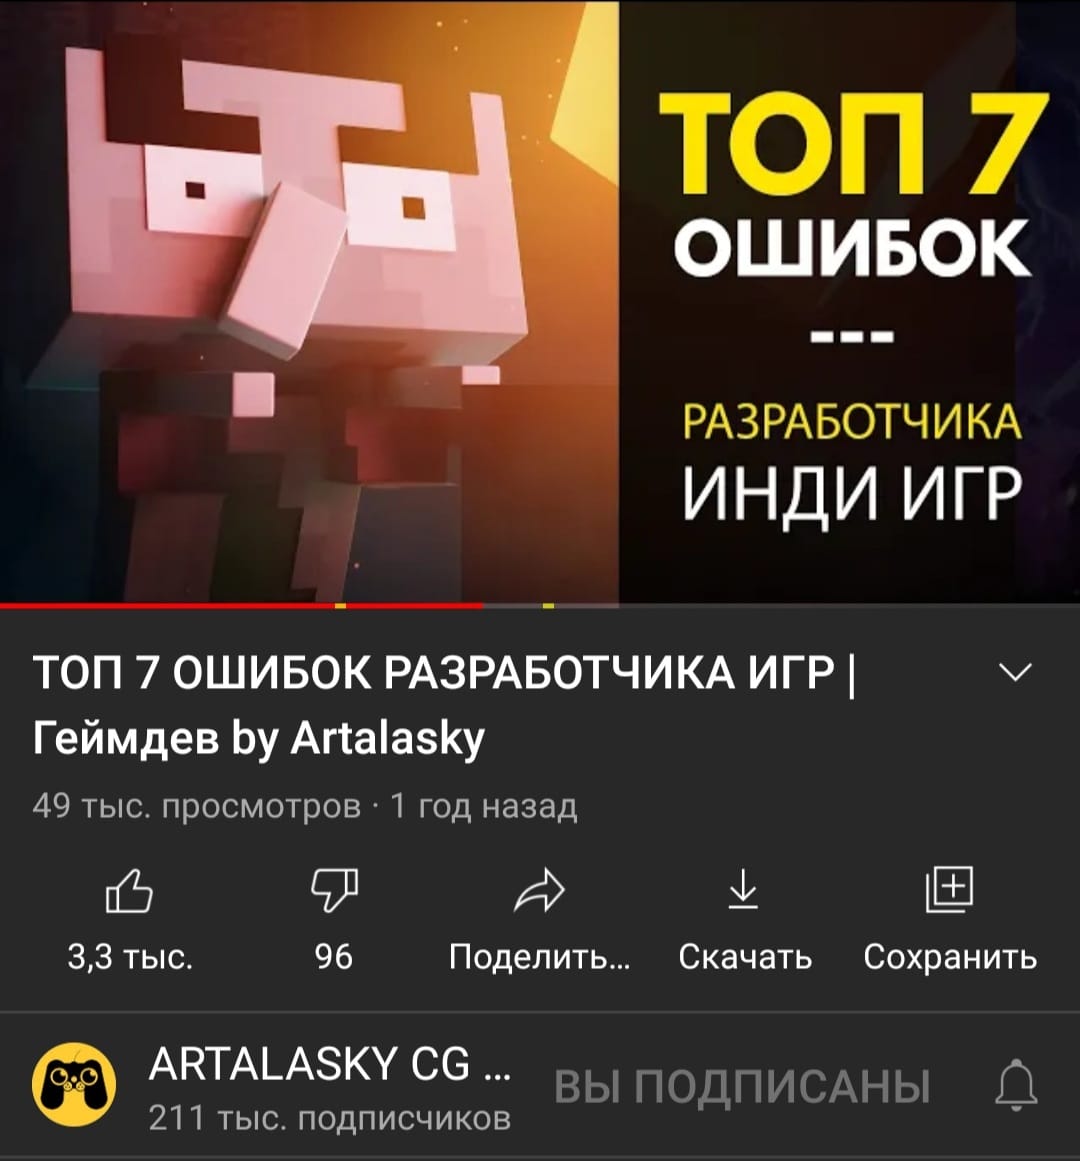 ТОП 7
ОШИБОК
---
РАЗРАБОТЧИКА
ИНДИ ИГР
ТОП 7 ОШИБОК РАЗРАБОТЧИКА ИГР |
Геймдев by Artalasky
49 тыс. просмотров · 1 год назад
3,3 тыс.
96
Поделить...
Скачать
Сохранить
ARTALASKY CG ...
211 тыс. подписчиков
ВЫ ПОДПИСАНЫ